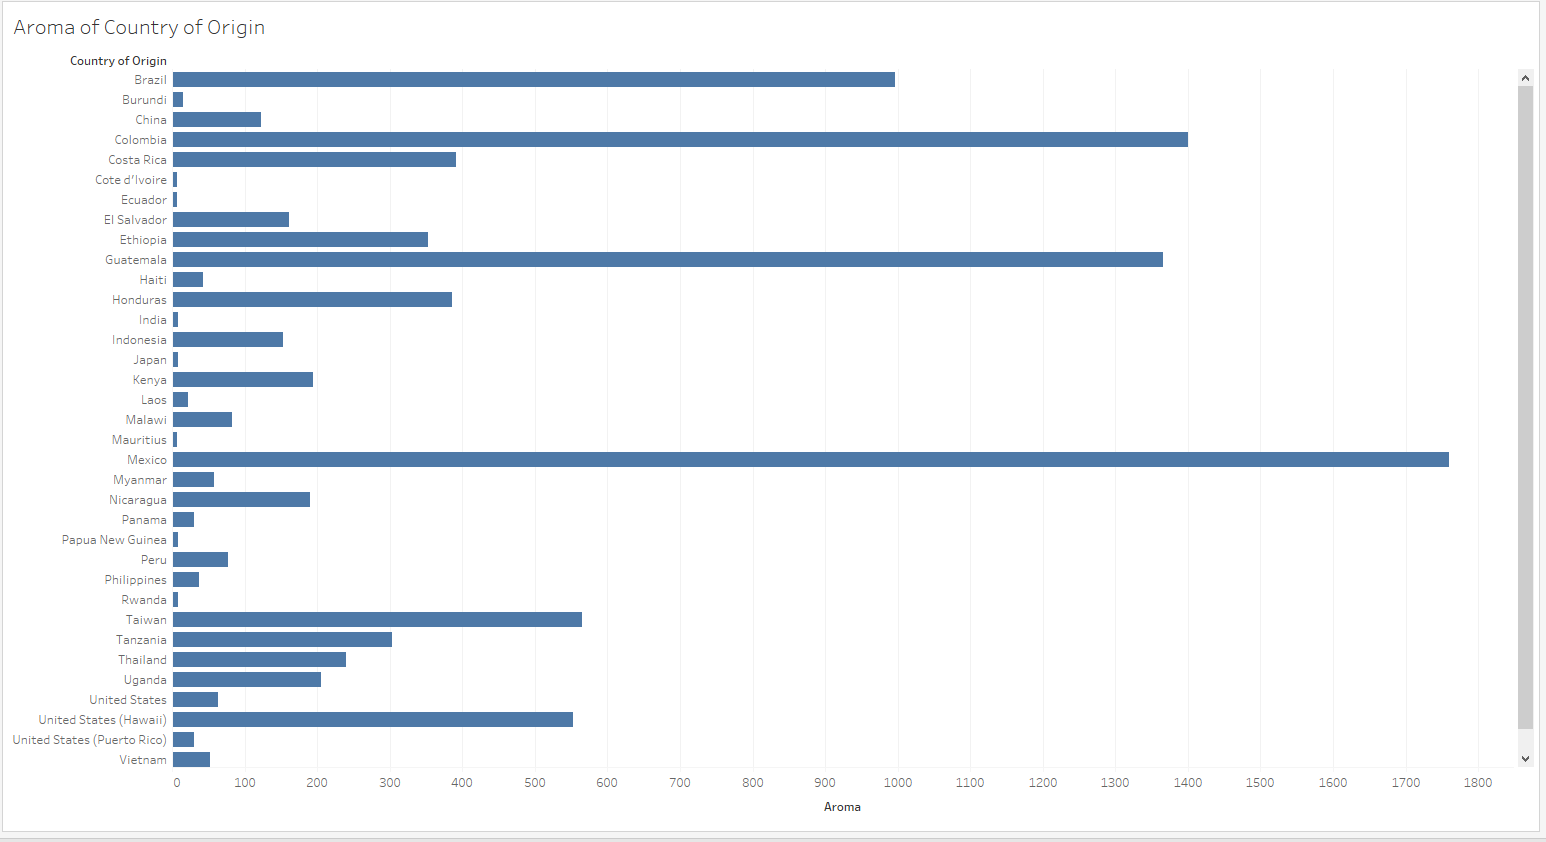 Aroma of Country of Origin
Country of Origin
Brazil
Burundi
China
Colombia
Costa Rica
Cote d'Ivoire
Ecuador
El Salvador
Ethiopia
Guatemala
Haiti
Honduras
India
Indonesia
Japan
Kenya
Laos
Malawi
Mauritius
Mexico
Myanmar
Nicaragua
Panama
Papua New Guinea
Peru
Philippines
Rwanda
Taiwan
Tanzania
Thailand
Uganda
United States
United States (Hawaii)
United States (Puerto Rico)
Vietnam
0 100 200 300 400 500 600 700 800 900 1000 1100 1200 1300 1400 1500 1600 1700 1800
Aroma